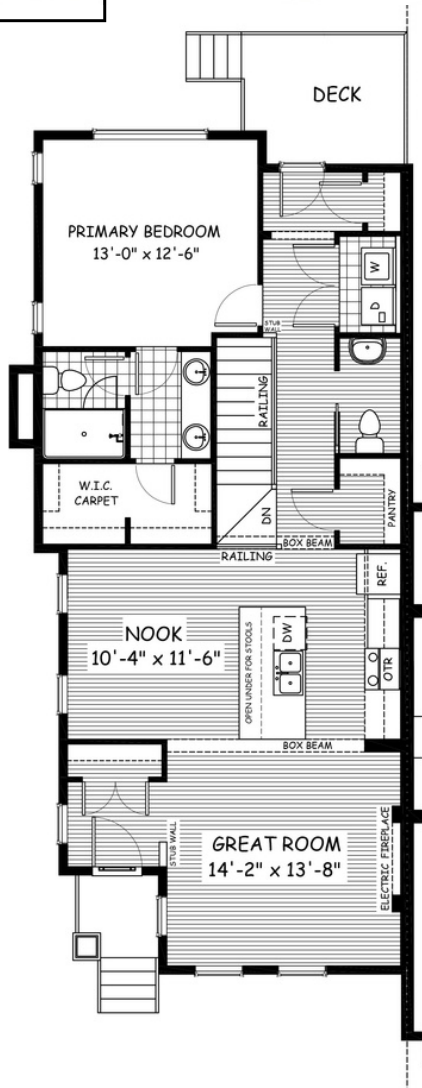 DECK
PRIMARY BEDROOM
13'-0" x 12'-6"
W
D
STUB
WALL
RAILING
W.I.C.
CARPET
DN
PANTRY
BOX BEAM
RAILING
REF.
NOOK
10'-4" x 11'-6"
OPEN UNDER FOR STOOLS
DW
OTR
BOX BEAM
STUB WALL
GREAT ROOM
14'-2" x 13'-8"
ELECTRIC FIREPLACE